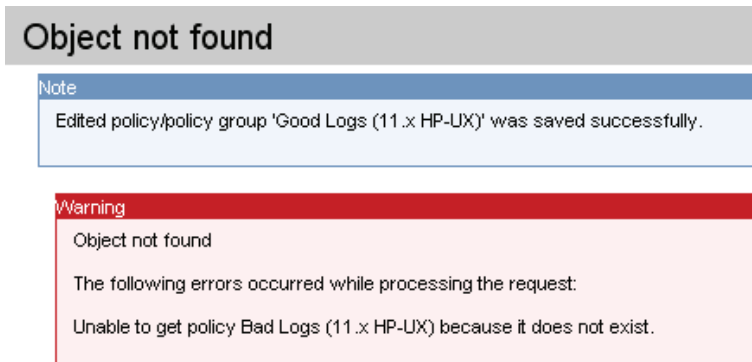 Object not found
Note
Edited policy/policy group 'Good Logs (11.x HP-UX)' was saved successfully.
Warning
Object not found
The following errors occurred while processing the request:
Unable to get policy Bad Logs (11.x HP-UX) because it does not exist.